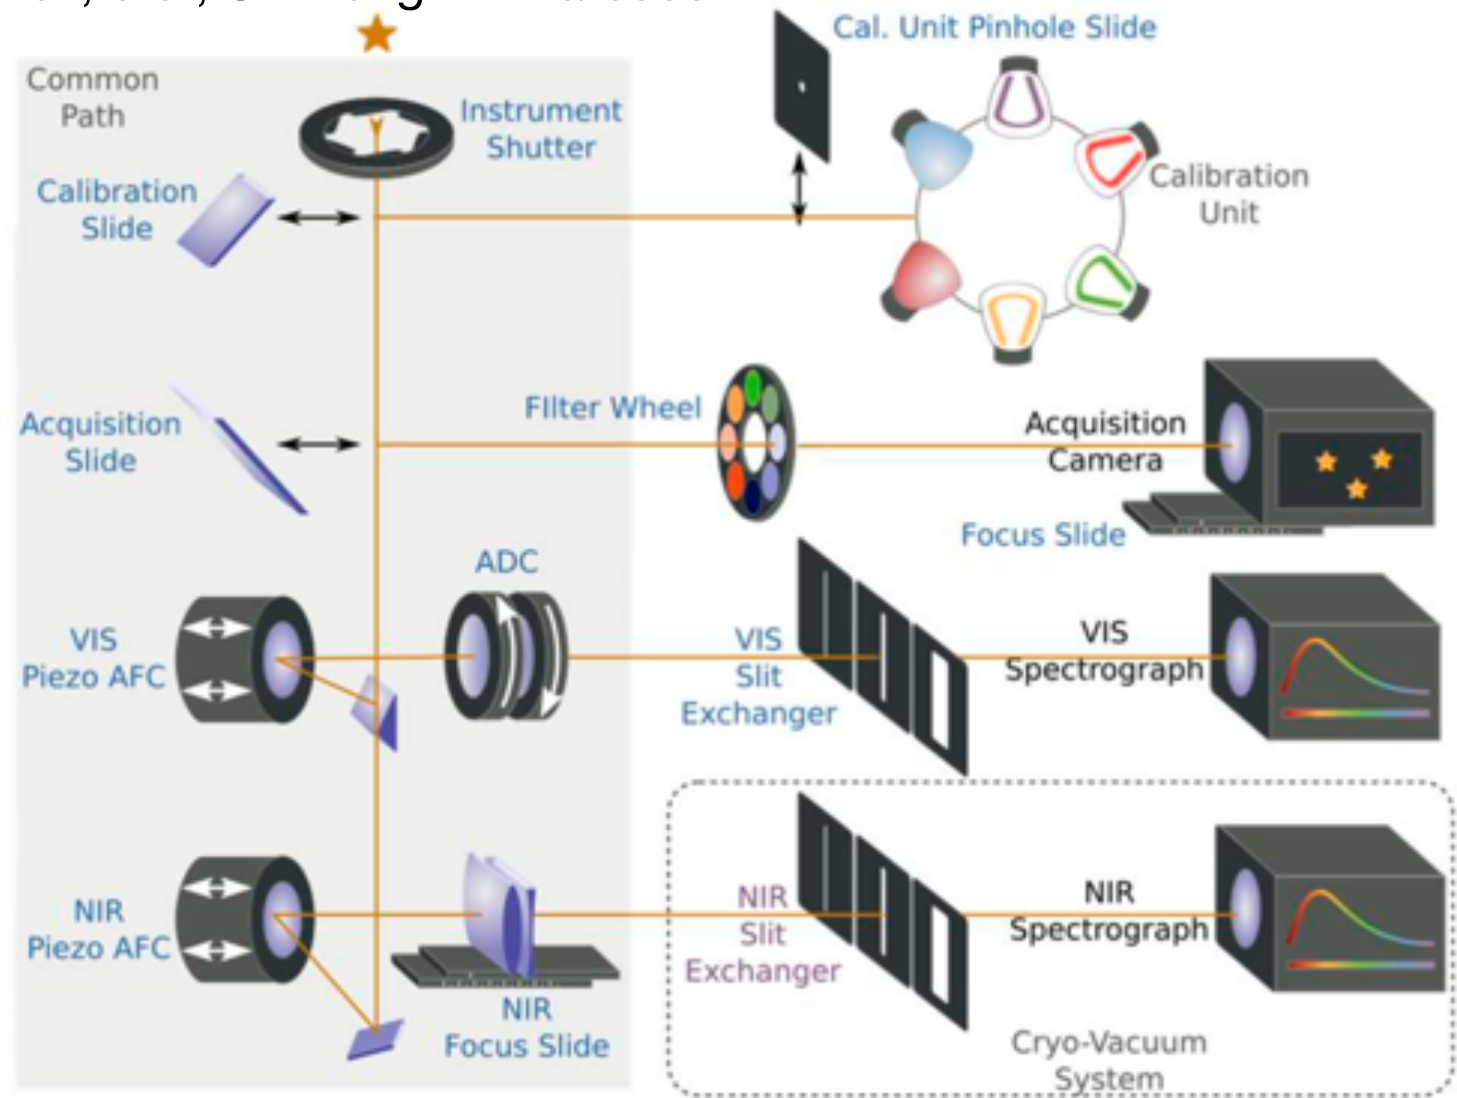 Common
Path
Instrument
Shutter
Cal. Unit Pinhole Slide
Calibration
Slide
Calibration
Unit
Acquisition
Slide
FIlter Wheel
Acquisition
Camera
Focus Slide
VIS
Piezo AFC
ADC
VIS
Slit
Exchanger
VIS
Spectrograph
NIR
Piezo AFC
NIR
Focus Slide
NIR
Slit
Exchanger
NIR
Spectrograph
Cryo-Vacuum
System